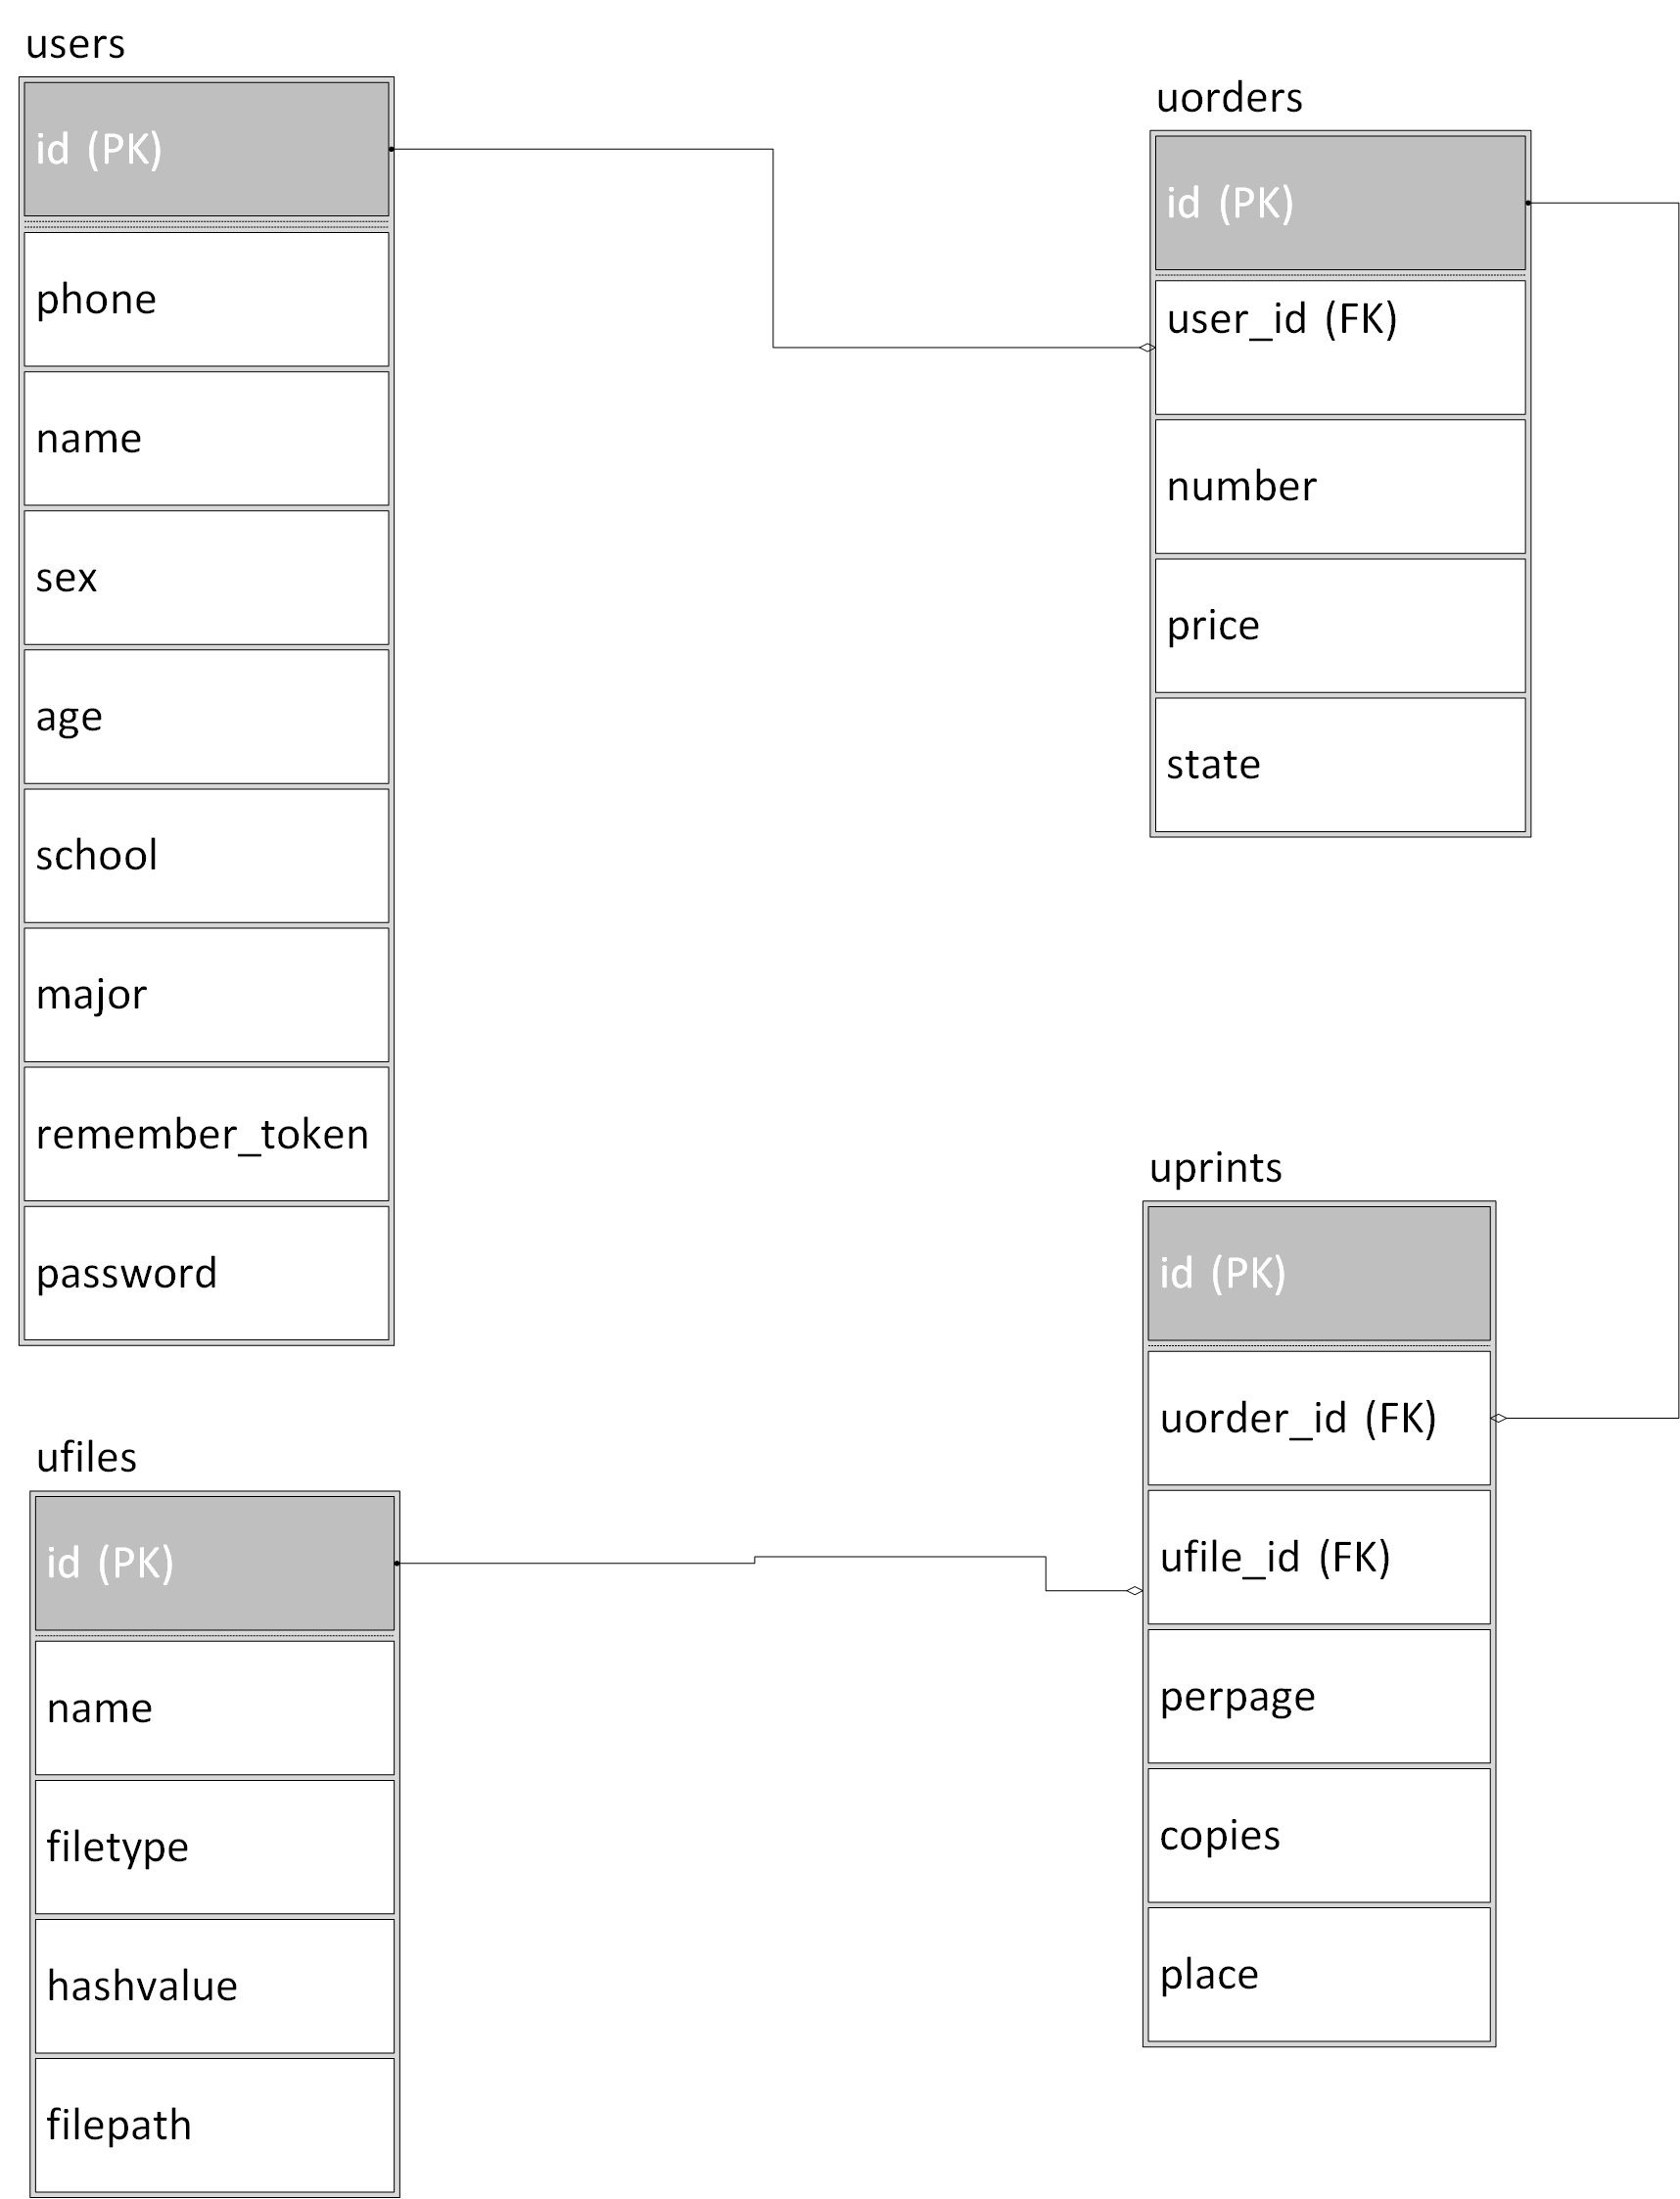 users
id (PK)
phone
name
sex
age
school
major
remember_token
password
uorders
id (PK)
user_id (FK)
number
price
state
ufiles
id (PK)
name
filetype
hashvalue
filepath
uprints
id (PK)
uorder_id (FK)
ufile_id (FK)
perpage
copies
place